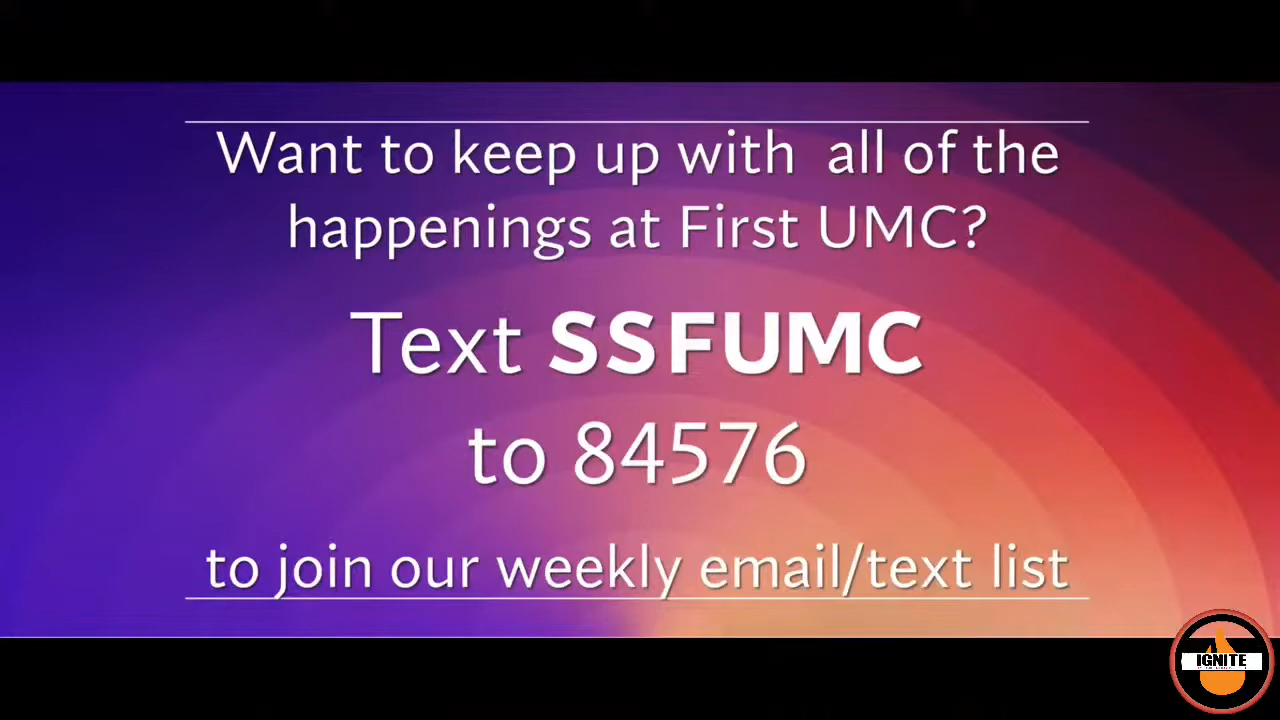 Want to keep up with  all of the
happenings at First UMC?
Text SSFUMC
to 84576
to join our weekly email/text list
IGNITE